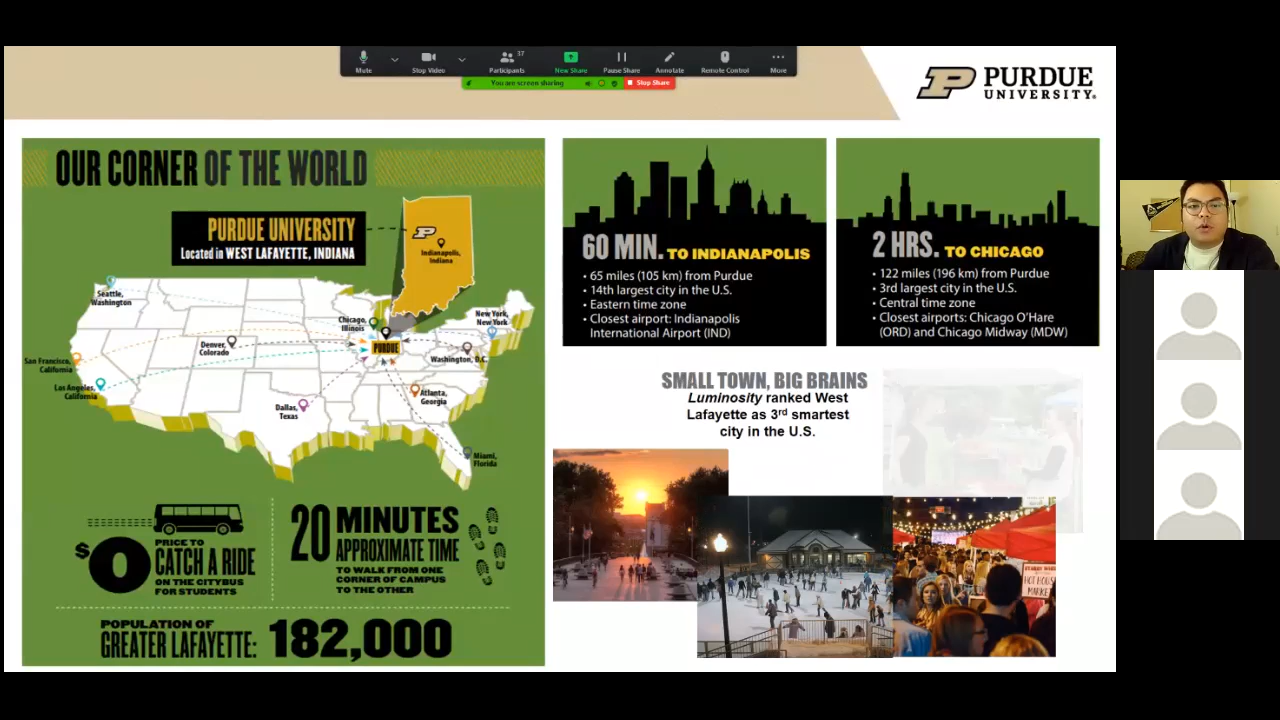 37
Mute
Stop Video
Participants
New Share
Pause Share
Annotate
Remote Control
More
You are screen sharing
Stop Share
PURDUE
UNIVERSITY®
OUR CORNER OF THE WORLD
PURDUE UNIVERSITY
Located in WEST LAFAYETTE, INDIANA
Indianapolis,
Indiana
Seattle,
Washington
Chicago,
Illinois
New York,
New York
Denver,
Colorado
PURDUE
Washington, D.C.
San Francisco,
California
Los Angeles,
California
Atlanta,
Georgia
Dallas,
Texas
Miami,
Florida
$0 PRICE TO
CATCH A RIDE
ON THE CITYBUS
FOR STUDENTS
20 MINUTES
APPROXIMATE TIME
TO WALK FROM ONE
CORNER OF CAMPUS
TO THE OTHER
POPULATION OF
GREATER LAFAYETTE: 182,000
60 MIN. TO INDIANAPOLIS
• 65 miles (105 km) from Purdue
• 14th largest city in the U.S.
• Eastern time zone
• Closest airport: Indianapolis
International Airport (IND)
2 HRS. TO CHICAGO
• 122 miles (196 km) from Purdue
• 3rd largest city in the U.S.
• Central time zone
• Closest airports: Chicago O'Hare
(ORD) and Chicago Midway (MDW)
SMALL TOWN, BIG BRAINS
Luminosity ranked West
Lafayette as 3rd smartest
city in the U.S.